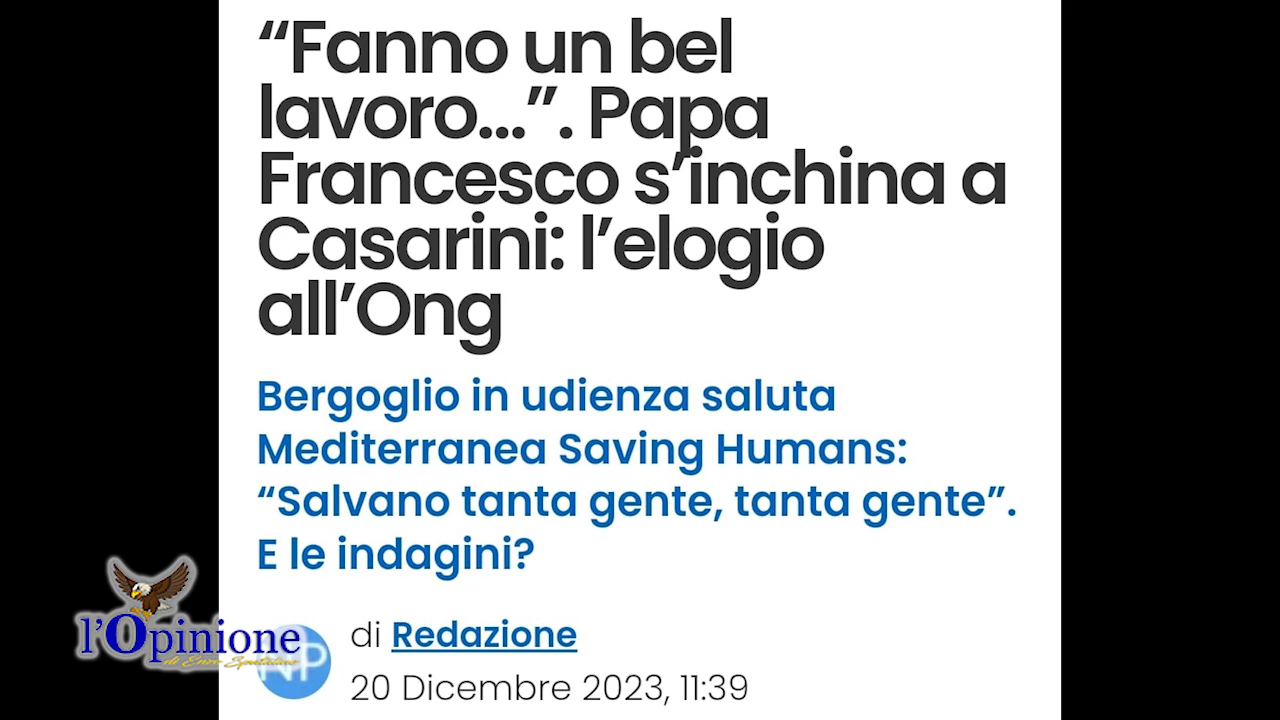 “Fanno un bel
lavoro...”. Papa
Francesco s’inchina a
Casarini: l’elogio
all’Ong
Bergoglio in udienza saluta
Mediterranea Saving Humans:
“Salvano tanta gente, tanta gente”.
E le indagini?
di Redazione
20 Dicembre 2023, 11:39
l’Opinione
NP